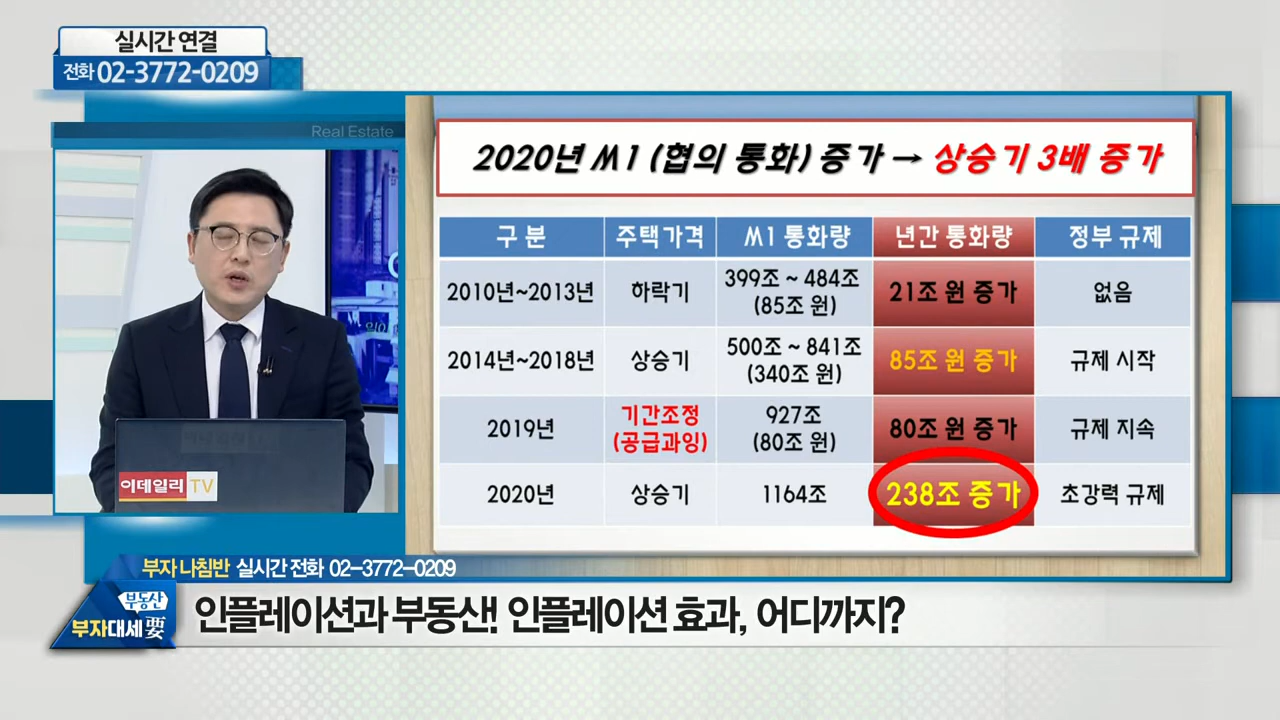 실시간 연결
전화 02-3772-0209
Real Estate
이데일리 TV
2020년 M1 (협의 통화) 증가 → 상승기 3배 증가
구 분 주택가격 M1 통화량 년간 통화량 정부 규제
2010년~2013년 하락기 399조 ~ 484조 (85조 원) 21조 원 증가 없음
2014년~2018년 상승기 500조 ~ 841조 (340조 원) 85조 원 증가 규제 시작
2019년 기간조정 (공급과잉) 927조 (80조 원) 80조 원 증가 규제 지속
2020년 상승기 1164조 238조 증가 초강력 규제
부자 나침반 실시간 전화 02-3772-0209
부동산
부자대세 要
인플레이션과 부동산! 인플레이션 효과, 어디까지?